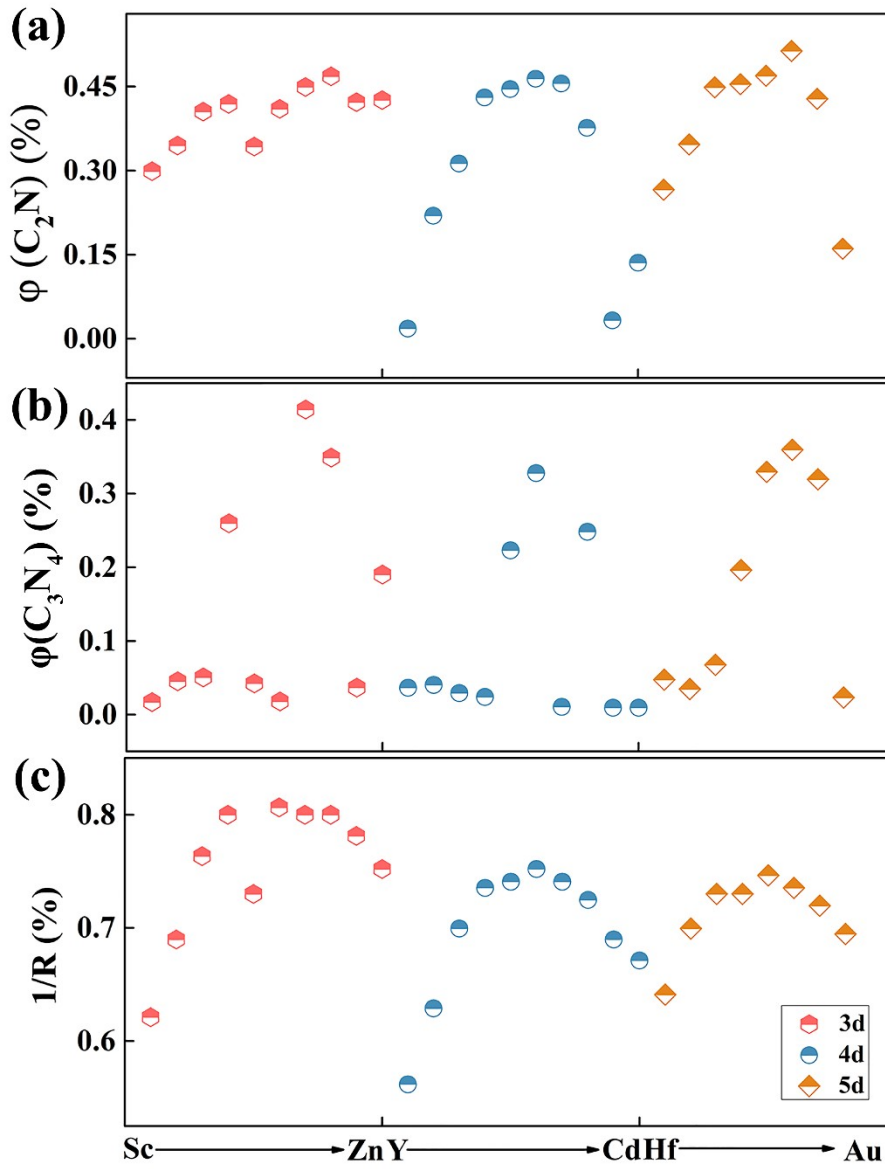 (a)
φ (C₂N) (%)
0.45
0.30
0.15
0.00
(b)
φ(C₃N₄) (%)
0.4
0.3
0.2
0.1
0.0
(c)
1/R (%)
0.8
0.7
0.6
3d
4d
5d
Sc ZnY CdHf Au